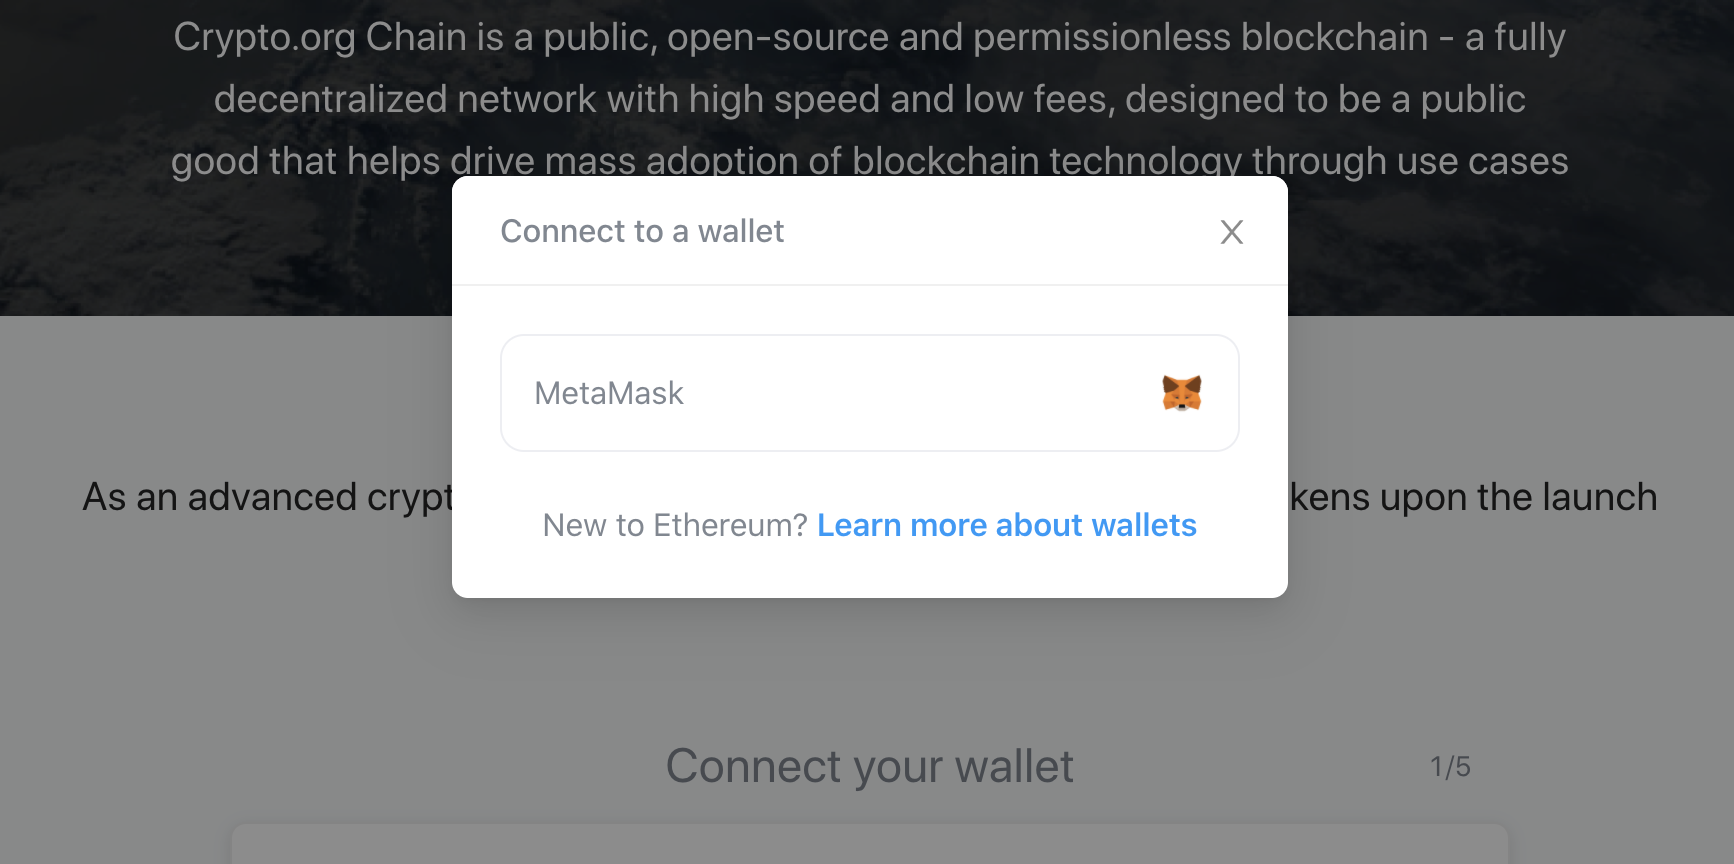 Crypto.org Chain is a public, open-source and permissionless blockchain - a fully
decentralized network with high speed and low fees, designed to be a public
good that helps drive mass adoption of blockchain technology through use cases
Connect to a wallet X
MetaMask
As an advanced kens upon the launch
New to Ethereum? Learn more about wallets
Connect your wallet 1/5